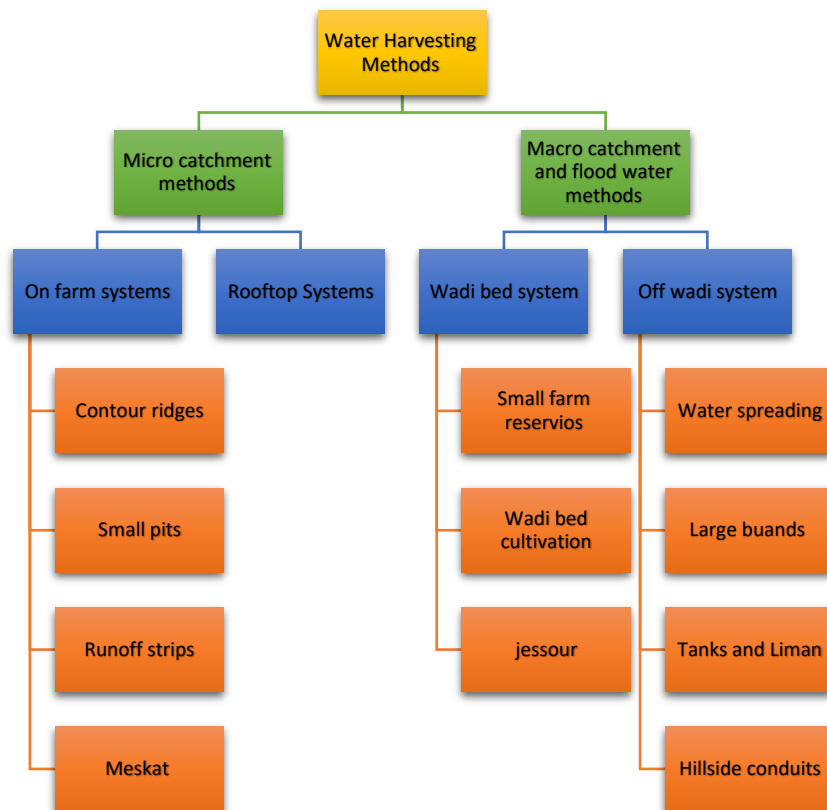 Water Harvesting
Methods
Micro catchment
methods
Macro catchment
and flood water
methods
On farm systems
Rooftop Systems
Wadi bed system
Off wadi system
Contour ridges
Small pits
Runoff strips
Meskat
Small farm
reservios
Wadi bed
cultivation
jessour
Water spreading
Large buands
Tanks and Liman
Hillside conduits